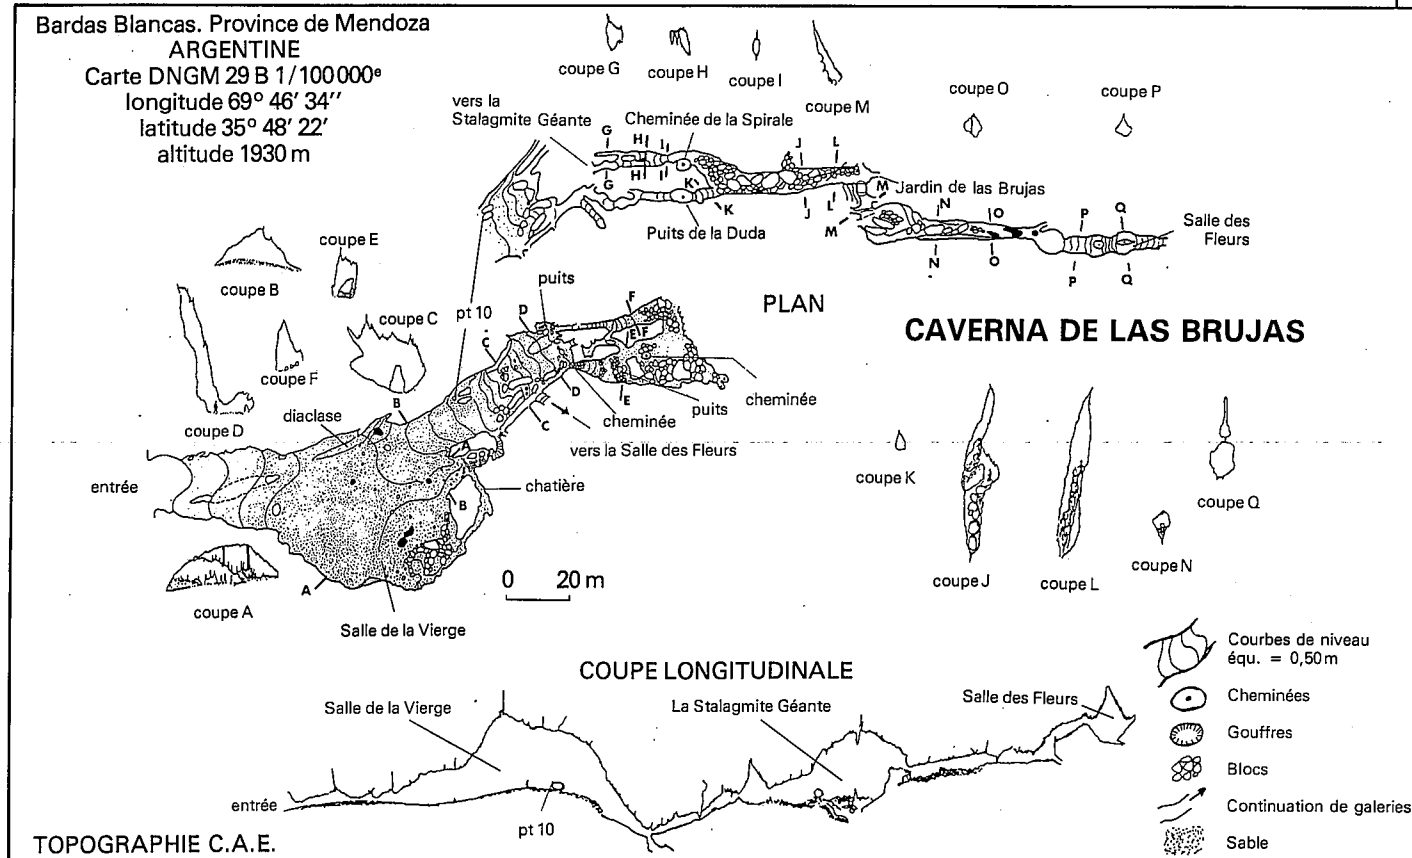 Bardas Blancas. Province de Mendoza
ARGENTINE
Carte DNGM 29 B 1/100000e
longitude 69° 46′ 34′′
latitude 35° 48′ 22′
altitude 1930 m
coupe G
coupe H
coupe I
coupe M
coupe O
coupe P
vers la
Stalagmite Géante
Cheminée de la Spirale
G
H
I
J
L
G
H
I
K
K
J
L
M
M
Jardin de las Brujas
Puits de la Duda
N
O
P
Q
N
O
P
Q
Salle des
Fleurs
coupe B
coupe E
coupe D
coupe F
coupe C
pt 10
puits
PLAN
CAVERNA DE LAS BRUJAS
D
F
E
F
C
D
E
C
cheminée
puits
cheminée
vers la Salle des Fleurs
diaclase
B
A
B
A
entrée
chatière
coupe A
Salle de la Vierge
0 20 m
coupe K
coupe J
coupe L
coupe N
coupe Q
COUPE LONGITUDINALE
Salle de la Vierge
La Stalagmite Géante
Salle des Fleurs
entrée
pt 10
Courbes de niveau
équ. = 0,50 m
Cheminées
Gouffres
Blocs
Continuation de galeries
Sable
TOPOGRAPHIE C.A.E.